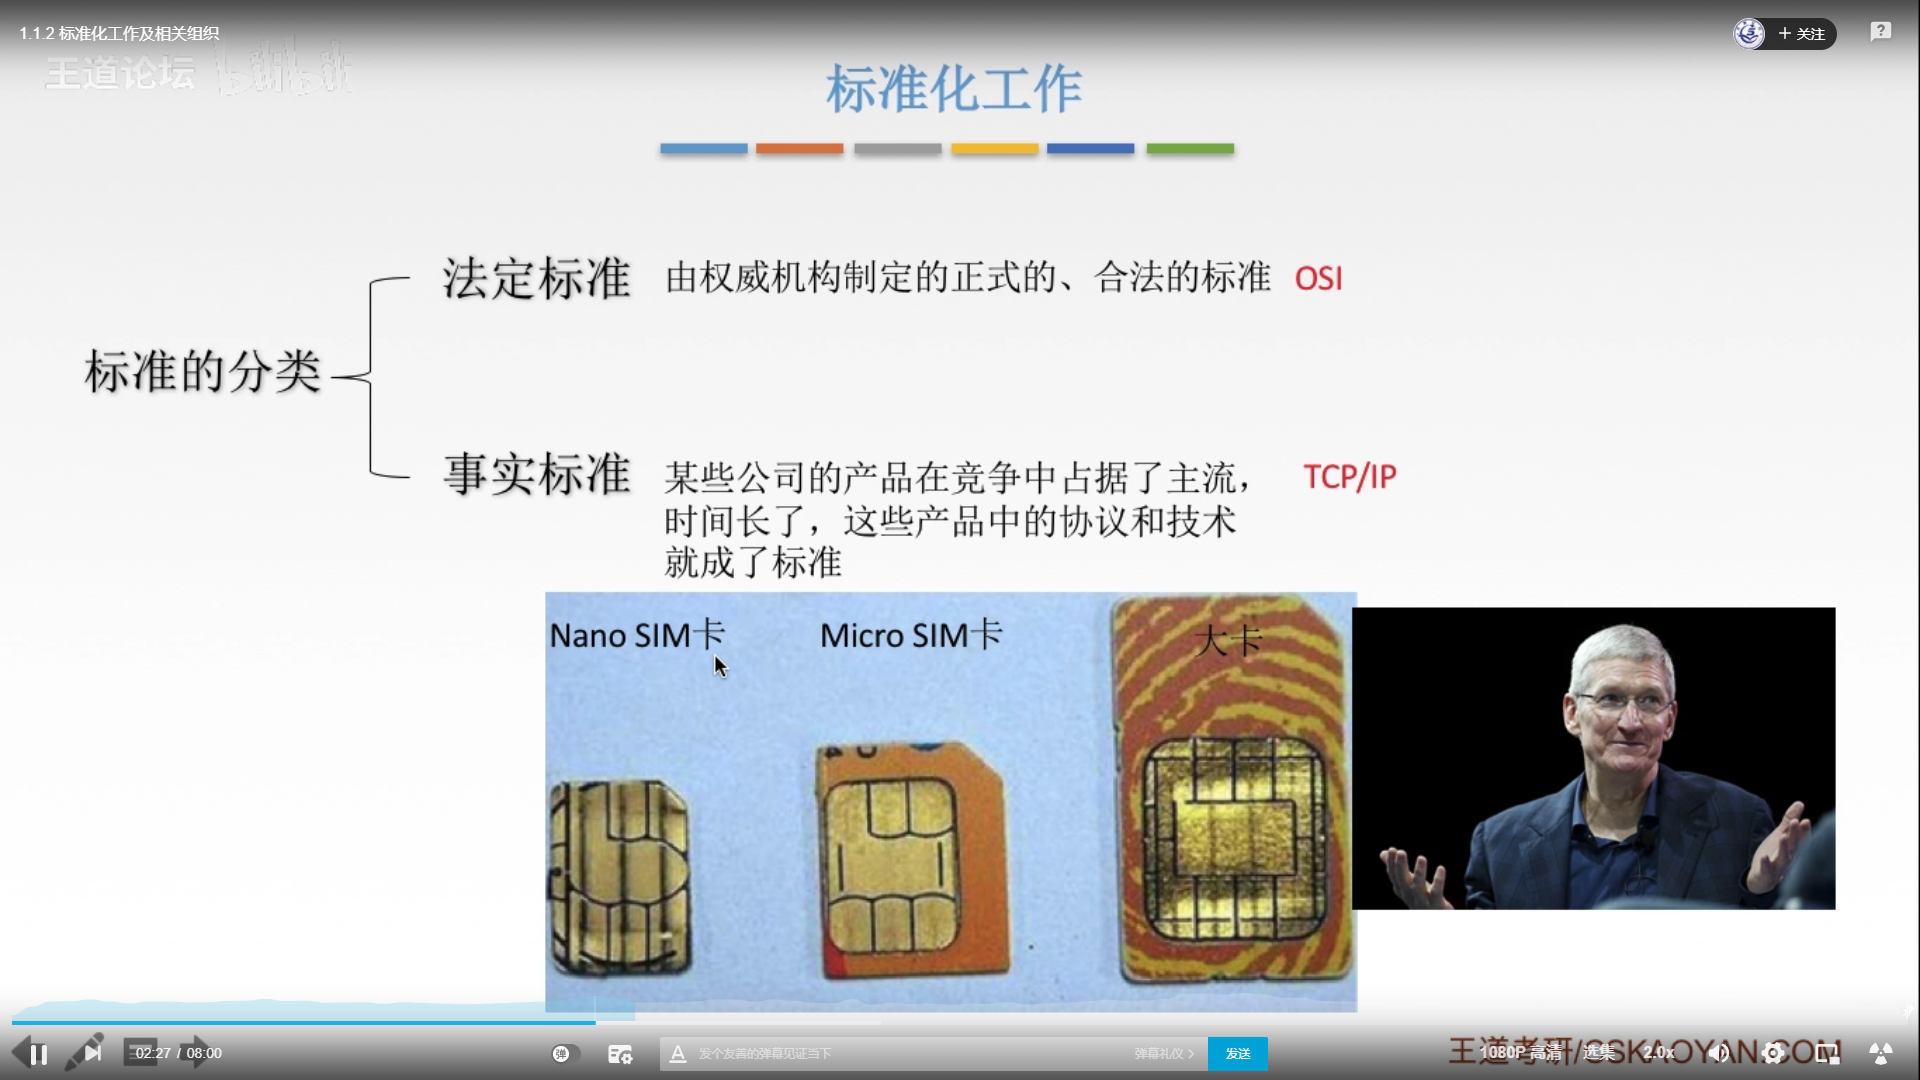 1.1.2 标准化工作及相关组织
关注
王道论坛 bilibili
标准化工作
法定标准 由权威机构制定的正式的、合法的标准 OSI
标准的分类
事实标准 某些公司的产品在竞争中占据了主流， TCP/IP
时间长了，这些产品中的协议和技术
就成了标准
Nano SIM卡 Micro SIM卡 大卡
02:27 / 08:00 弹 发个友善的弹幕见证当下 弹幕礼仪 发送 1080P 高清 选集 2.0x
王道考研/CSKAOYAN.COM